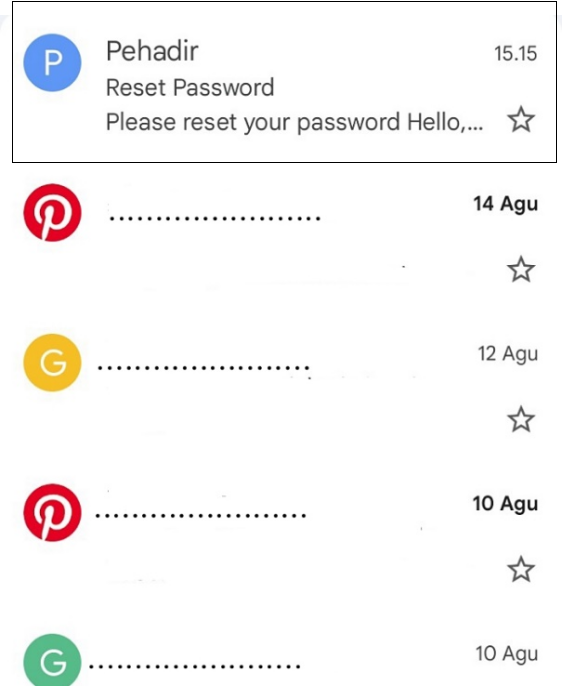 P
Pehadir
15.15
Reset Password
Please reset your password Hello,...
.......................
14 Agu
G
.......................
12 Agu
.......................
10 Agu
G
.......................
10 Agu